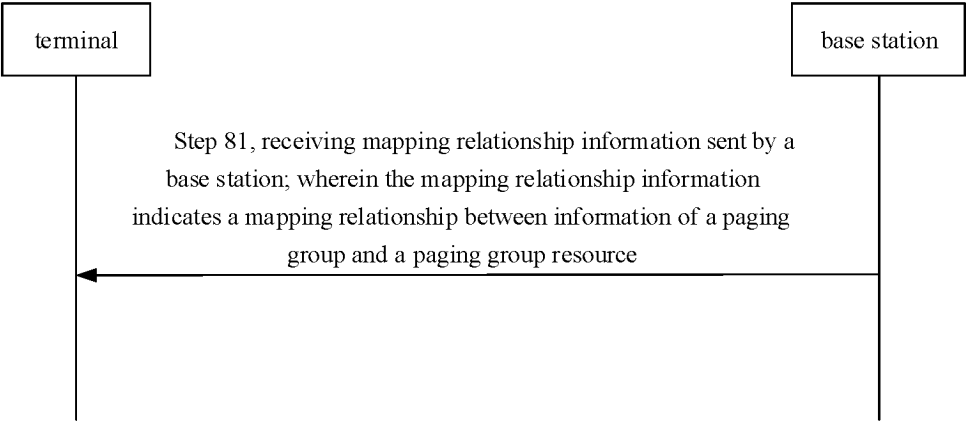 terminal
base station
Step 81, receiving mapping relationship information sent by a
base station; wherein the mapping relationship information
indicates a mapping relationship between information of a paging
group and a paging group resource